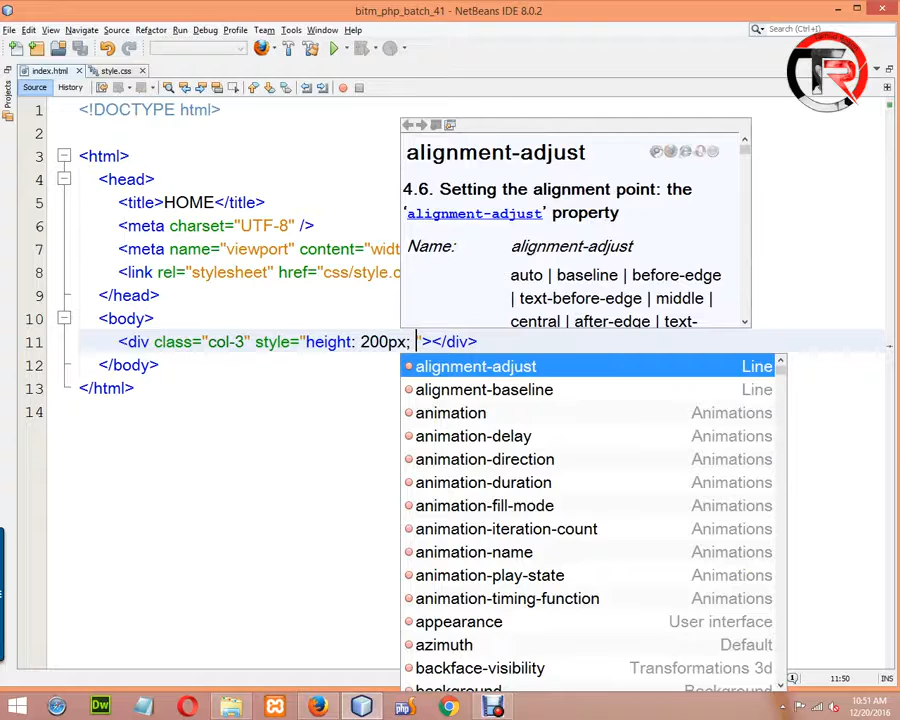 bitm_php_batch_41 - NetBeans IDE 8.0.2
File Edit View Navigate Source Refactor Run Debug Profile Team Tools Window Help
Search (Ctrl+I)
TR
Projects
index.html style.css
Source History
1 <!DOCTYPE html>
2
3 <html>
4 <head>
5 <title>HOME</title>
6 <meta charset="UTF-8" />
7 <meta name="viewport" content="widt
8 <link rel="stylesheet" href="css/style.c
9 </head>
10 <body>
11 <div class="col-3" style="height: 200px; "></div>
12 </body>
13 </html>
14
alignment-adjust
4.6. Setting the alignment point: the
‘alignment-adjust’ property
Name: alignment-adjust
auto | baseline | before-edge
| text-before-edge | middle |
central | after-edge | text-
alignment-adjust Line
alignment-baseline Line
animation Animations
animation-delay Animations
animation-direction Animations
animation-duration Animations
animation-fill-mode Animations
animation-iteration-count Animations
animation-name Animations
animation-play-state Animations
animation-timing-function Animations
appearance User interface
azimuth Default
backface-visibility Transformations 3d
background Background
11:50 INS
Dw php
10:51 AM
12/20/2016